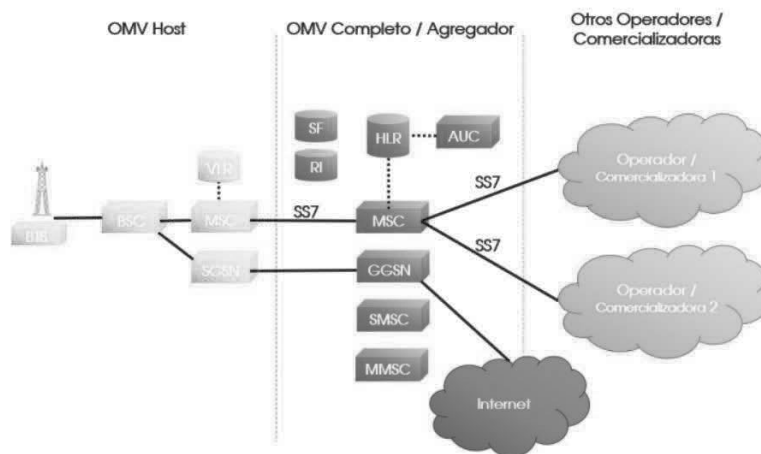 OMV Host
OMV Completo / Agregador
Otros Operadores /
Comercializadoras
SF
RI
HLR
AUC
VLR
BTS
BSC
MSC
SS7
MSC
SS7
SS7
SGSN
GGSN
SMSC
MMSC
Internet
Operador /
Comercializadora 1
Operador /
Comercializadora 2